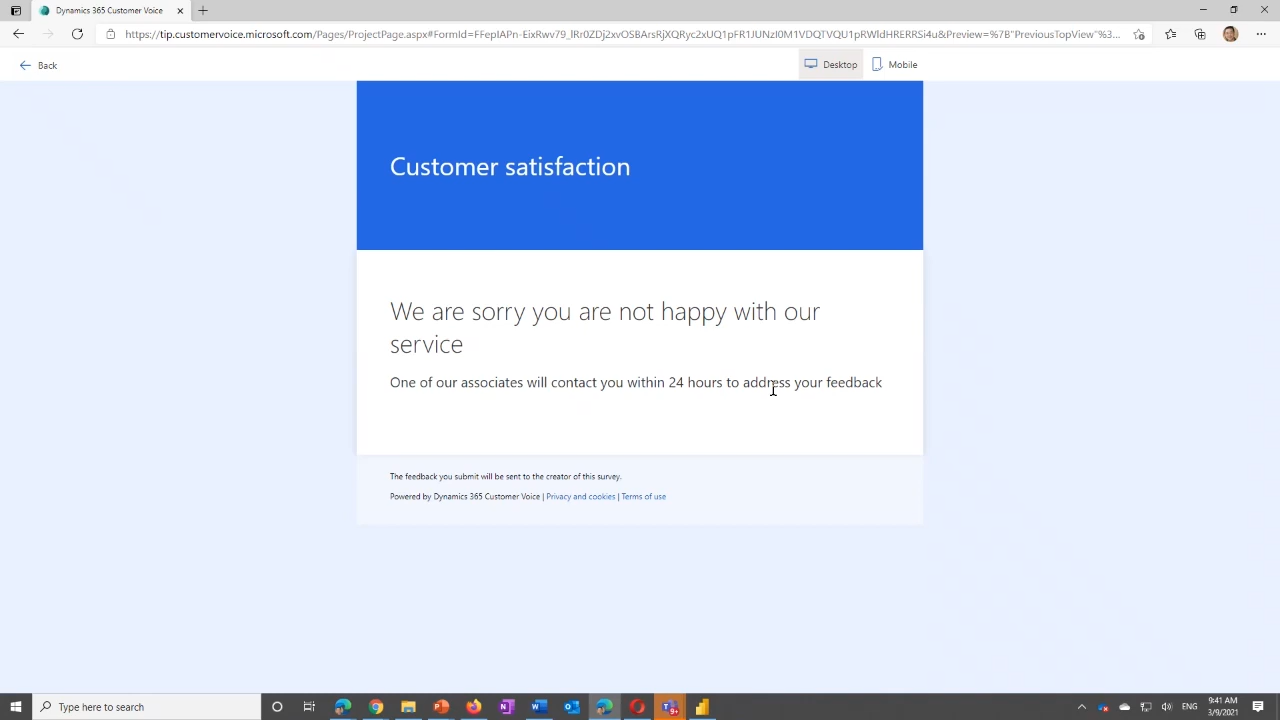 Dynamics 365 Customer Voice
Back
Desktop
Mobile
Customer satisfaction
We are sorry you are not happy with our
service
One of our associates will contact you within 24 hours to address your feedback
The feedback you submit will be sent to the creator of this survey.
Powered by Dynamics 365 Customer Voice | Privacy and cookies | Terms of use
Type here to search
9+
ENG
9:41 AM
3/9/2021